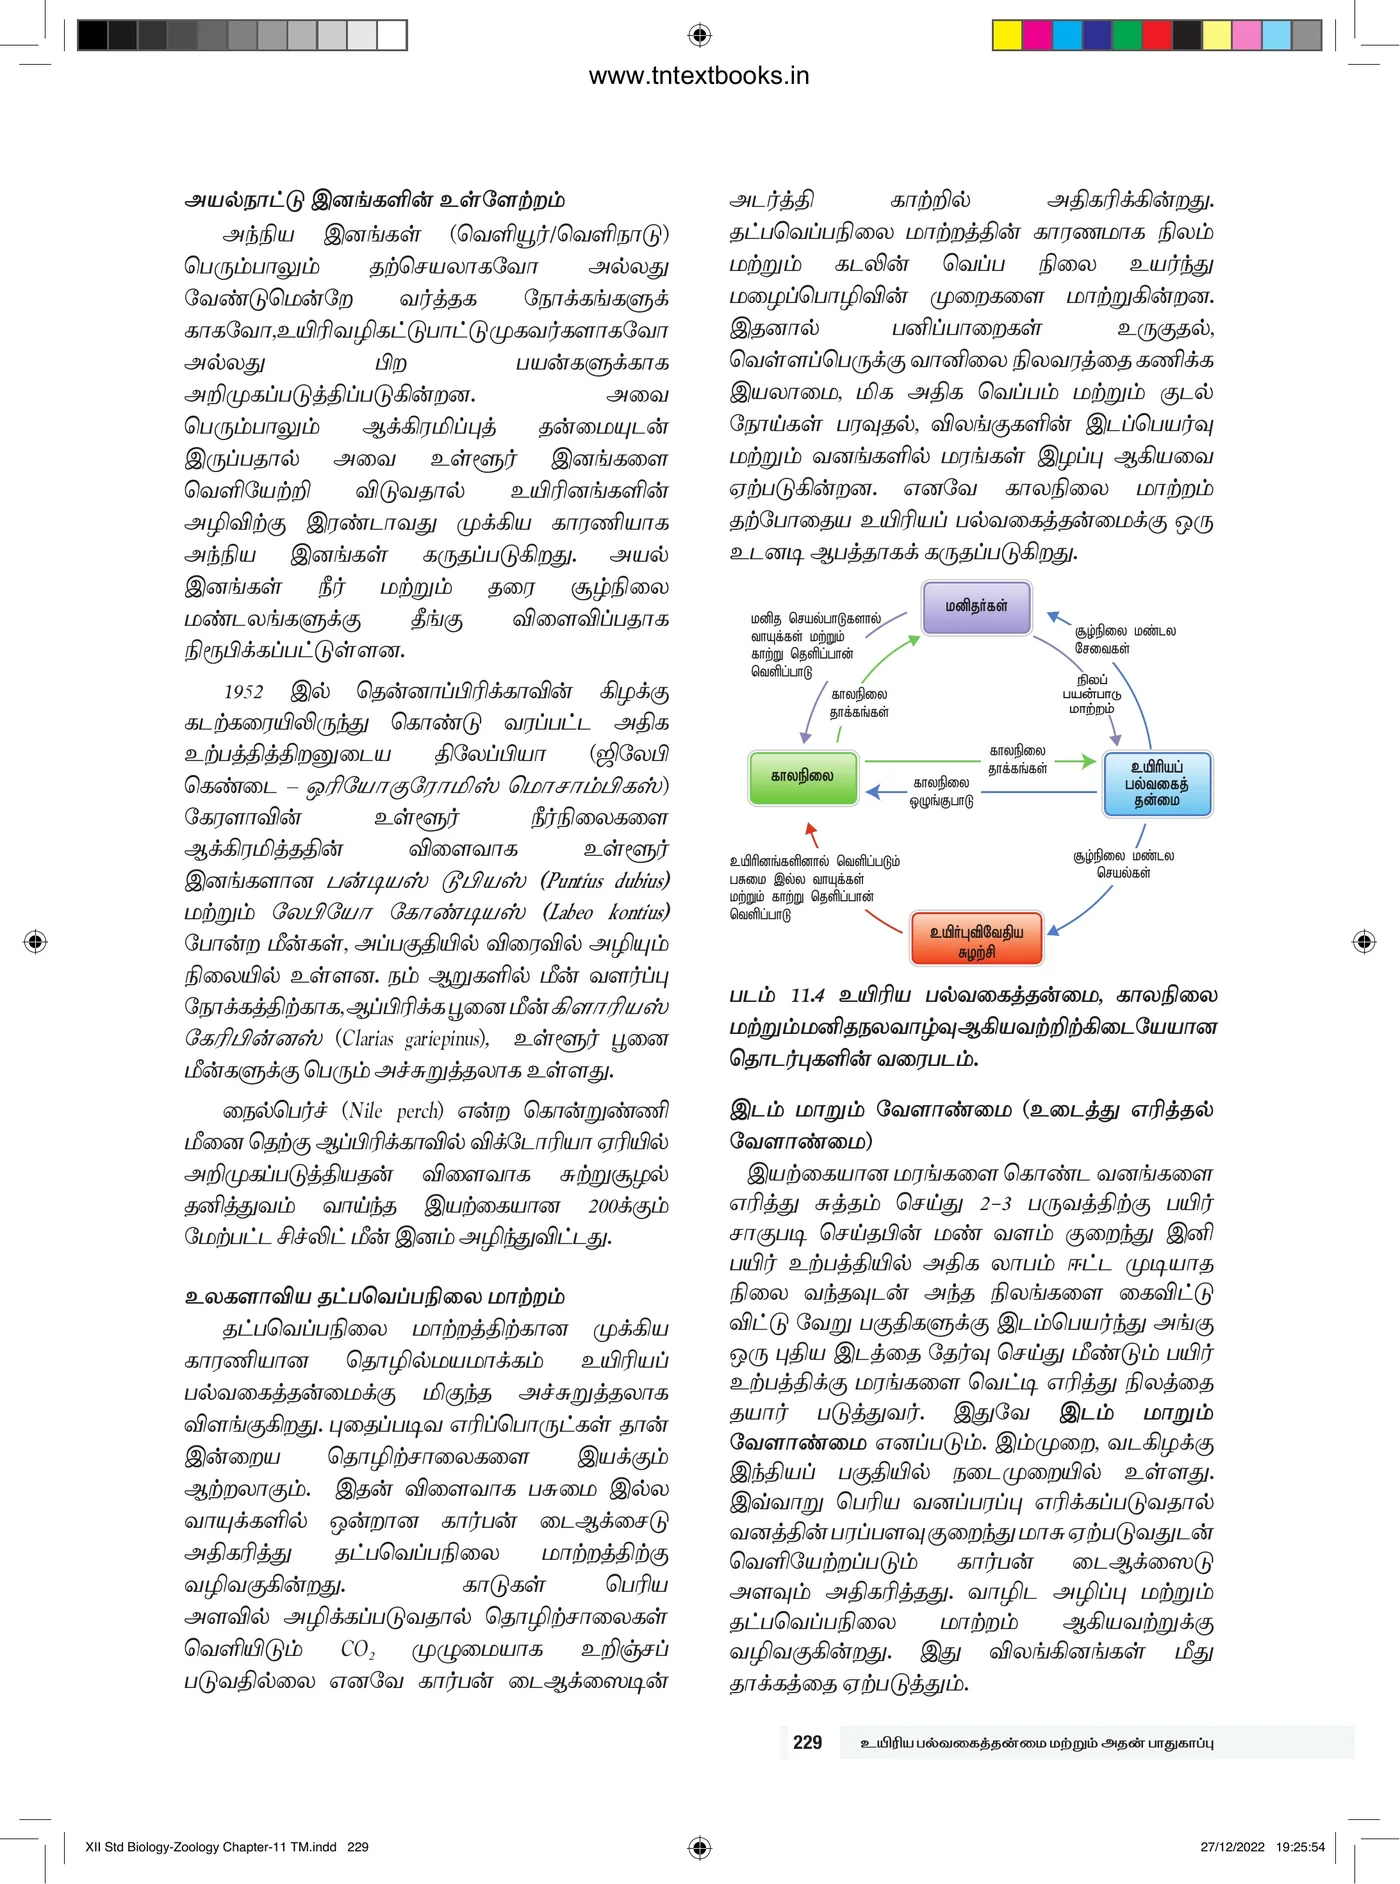 www.tntextbooks.in
அயல்நாட்டு இனங்களின் உள்ளேற்றம்
அந்நிய இனங்கள் (வெளியூர்/வெளிநாடு)
பெரும்பாலும் தற்செயலாகவோ அல்லது
வேண்டுமென்றே வர்த்தக நோக்கங்களுக்
காகவோ,உயிரிவழிகட்டுபாட்டுமுகவர்களாகவோ
அல்லது பிற பயன்களுக்காக
அறிமுகப்படுத்திப்படுகின்றன. அவை
பெரும்பாலும் ஆக்கிரமிப்புத் தன்மையுடன்
இருப்பதால் அவை உள்ளூர் இனங்களை
வெளியேற்றி விடுவதால் உயிரினங்களின்
அழிவிற்கு இரண்டாவது முக்கிய காரணியாக
அந்நிய இனங்கள் கருதப்படுகிறது. அயல்
இனங்கள் நீர் மற்றும் தரை சூழ்நிலை
மண்டலங்களுக்கு தீங்கு விளைவிப்பதாக
நிரூபிக்கப்பட்டுள்ளன.
1952 இல் தென்னாப்பிரிக்காவின் கிழக்கு
கடற்கரையிலிருந்து கொண்டு வரப்பட்ட அதிக
உற்பத்தித்திறனுடைய திலேப்பியா (ஜிலேபி
கெண்டை – ஒரியோகுரோமிஸ் மொசாம்பிகஸ்)
கேரளாவின் உள்ளூர் நீர்நிலைகளை
ஆக்கிரமித்ததின் விளைவாக உள்ளூர்
இனங்களான பன்டியஸ் டூபியஸ் (Puntius dubius)
மற்றும் லேபியோ கோண்டியஸ் (Labeo kontius)
போன்ற மீன்கள், அப்பகுதியில் விரைவில் அழியும்
நிலையில் உள்ளன. நம் ஆறுகளில் மீன் வளர்ப்பு
நோக்கத்திற்காக,ஆப்பிரிக்க பூனை மீன் கிளாரியஸ்
கேரிபின்னஸ் (Clarias gariepinus), உள்ளூர் பூனை
மீன்களுக்கு பெரும் அச்சுறுத்தலாக உள்ளது.
நைல்பெர்ச் (Nile perch) என்ற கொன்றுண்ணி
மீனை தெற்கு ஆப்பிரிக்காவில் விக்டோரியா ஏரியில்
அறிமுகப்படுத்தியதன் விளைவாக சுற்றுசூழல்
தனித்துவம் வாய்ந்த இயற்கையான 200க்கும்
மேற்பட்ட சிச்லிட் மீன் இனம் அழிந்துவிட்டது.
உலகளாவிய தட்பவெப்பநிலை மாற்றம்
தட்பவெப்பநிலை மாற்றத்திற்கான முக்கிய
காரணியான தொழில்மயமாக்கம் உயிரியப்
பல்வகைத்தன்மைக்கு மிகுந்த அச்சுறுத்தலாக
விளங்குகிறது. புதைப்படிவ எரிப்பொருட்கள் தான்
இன்றைய தொழிற்சாலைகளை இயக்கும்
ஆற்றலாகும். இதன் விளைவாக பசுமை இல்ல
வாயுக்களில் ஒன்றான கார்பன் டைஆக்சைடு
அதிகரித்து தட்பவெப்பநிலை மாற்றத்திற்கு
வழிவகுகின்றது. காடுகள் பெரிய
அளவில் அழிக்கப்படுவதால் தொழிற்சாலைகள்
வெளியிடும் CO₂ முழுமையாக உறிஞ்சப்
படுவதில்லை எனவே கார்பன் டைஆக்ஸைடின்
அடர்த்தி காற்றில் அதிகரிக்கின்றது.
தட்பவெப்பநிலை மாற்றத்தின் காரணமாக நிலம்
மற்றும் கடலின் வெப்ப நிலை உயர்ந்து
மழைப்பொழிவின் முறைகளை மாற்றுகின்றன.
இதனால் பனிப்பாறைகள் உருகுதல்,
வெள்ளப்பெருக்கு வானிலை நிலவரத்தை கணிக்க
இயலாமை, மிக அதிக வெப்பம் மற்றும் குடல்
நோய்கள் பரவுதல், விலங்குகளின் இடப்பெயர்வு
மற்றும் வனங்களில் மரங்கள் இழப்பு ஆகியவை
ஏற்படுகின்றன. எனவே காலநிலை மாற்றம்
தற்போதைய உயிரியப் பல்வகைத்தன்மைக்கு ஒரு
உடனடி ஆபத்தாகக் கருதப்படுகிறது.
மனிதர்கள்
மனித செயல்பாடுகளால்
வாயுக்கள் மற்றும்
காற்று தெளிப்பான்
வெளிப்பாடு
சூழ்நிலை மண்டல
சேவைகள்
காலநிலை
தாக்கங்கள்
நிலப்
பயன்பாடு
மாற்றம்
காலநிலை
காலநிலை
தாக்கங்கள்
காலநிலை
ஒழுங்குபாடு
உயிரியப்
பல்வகைத்
தன்மை
உயிரினங்களினால் வெளிப்படும்
பசுமை இல்ல வாயுக்கள்
மற்றும் காற்று தெளிப்பான்
வெளிப்பாடு
சூழ்நிலை மண்டல
செயல்கள்
உயிர்புவிவேதிய
சுழற்சி
படம் 11.4 உயிரிய பல்வகைத்தன்மை, காலநிலை
மற்றும்மனிதநலவாழ்வுஆகியவற்றிற்கிடையேயான
தொடர்புகளின் வரைபடம்.
இடம் மாறும் வேளாண்மை (உடைத்து எரித்தல்
வேளாண்மை)
இயற்கையான மரங்களை கொண்ட வனங்களை
எரித்து சுத்தம் செய்து 2-3 பருவத்திற்கு பயிர்
சாகுபடி செய்தபின் மண் வளம் குறைந்து இனி
பயிர் உற்பத்தியில் அதிக லாபம் ஈட்ட முடியாத
நிலை வந்தவுடன் அந்த நிலங்களை கைவிட்டு
விட்டு வேறு பகுதிகளுக்கு இடம்பெயர்ந்து அங்கு
ஒரு புதிய இடத்தை தேர்வு செய்து மீண்டும் பயிர்
உற்பத்திக்கு மரங்களை வெட்டி எரித்து நிலத்தை
தயார் படுத்துவர். இதுவே இடம் மாறும்
வேளாண்மை எனப்படும். இம்முறை, வடகிழக்கு
இந்தியப் பகுதியில் நடைமுறையில் உள்ளது.
இவ்வாறு பெரிய வனப்பரப்பு எரிக்கப்படுவதால்
வனத்தின் பரப்பளவு குறைந்து மாசு ஏற்படுவதுடன்
வெளியேற்றப்படும் கார்பன் டைஆக்ஸைடு
அளவும் அதிகரித்தது. வாழிட அழிப்பு மற்றும்
தட்பவெப்பநிலை மாற்றம் ஆகியவற்றுக்கு
வழிவகுகின்றது. இது விலங்கினங்கள் மீது
தாக்கத்தை ஏற்படுத்தும்.
229 உயிரிய பல்வகைத்தன்மை மற்றும் அதன் பாதுகாப்பு
XII Std Biology-Zoology Chapter-11 TM.indd 229 27/12/2022 19:25:54